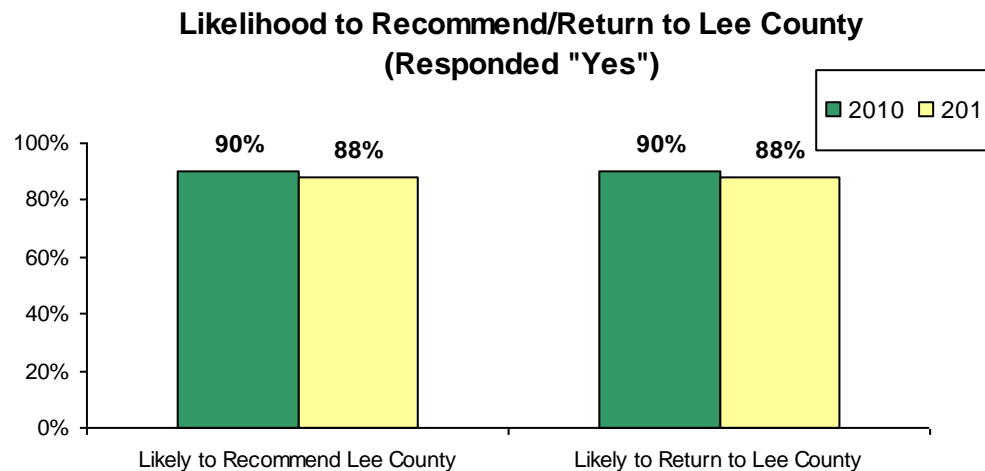 Likelihood to Recommend/Return to Lee County
(Responded "Yes")
2010 201
100%
80%
60%
40%
20%
0%
90% 88% 90% 88%
Likely to Recommend Lee County Likely to Return to Lee County